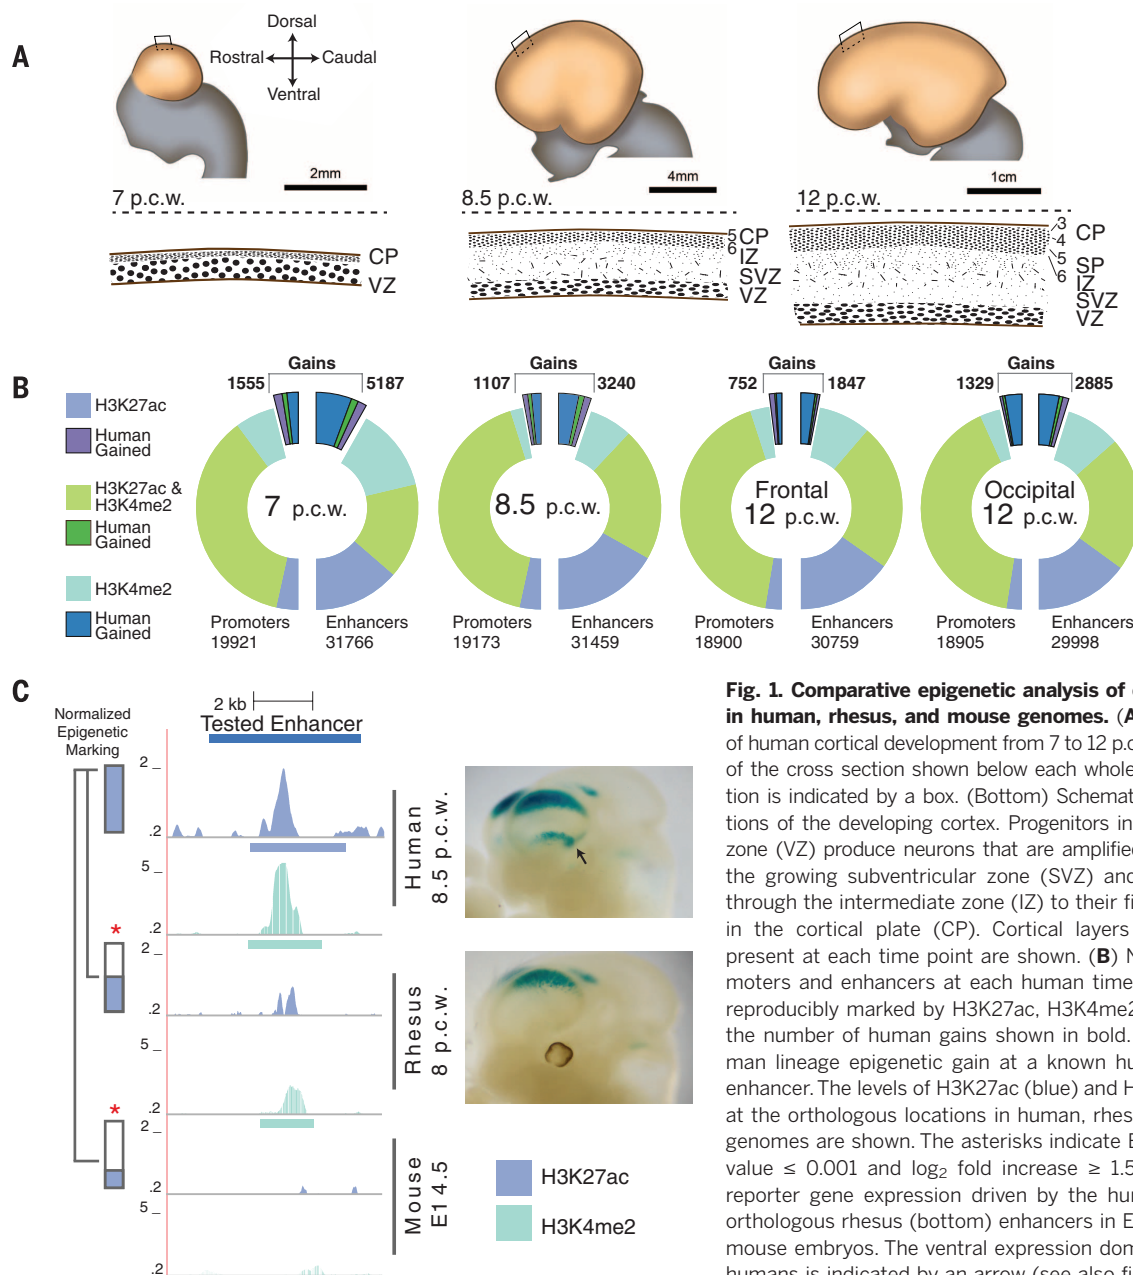 A
Dorsal
Rostral
Caudal
Ventral
2mm
4mm
1cm
7 p.c.w.
8.5 p.c.w.
12 p.c.w.
CP
VZ
5
6
CP
IZ
SVZ
VZ
3
4
5
6
CP
SP
IZ
SVZ
VZ
B
H3K27ac
Human
Gained
H3K27ac &
H3K4me2
Human
Gained
H3K4me2
Human
Gained
Gains
1555
5187
7 p.c.w.
Promoters
19921
Enhancers
31766
Gains
1107
3240
8.5 p.c.w.
Promoters
19173
Enhancers
31459
Gains
752
1847
Frontal
12 p.c.w.
Promoters
18900
Enhancers
30759
Gains
1329
2885
Occipital
12 p.c.w.
Promoters
18905
Enhancers
29998
C
Normalized
Epigenetic
Marking
2 kb
Tested Enhancer
2
.2
5
.2
Human
8.5 p.c.w.
*
2
.2
5
.2
Rhesus
8 p.c.w.
*
2
.2
5
.2
Mouse
E14.5
H3K27ac
H3K4me2
Fig. 1. Comparative epigenetic analysis of
in human, rhesus, and mouse genomes. (A
of human cortical development from 7 to 12 p.c
of the cross section shown below each whole
tion is indicated by a box. (Bottom) Schemat
tions of the developing cortex. Progenitors in
zone (VZ) produce neurons that are amplified
the growing subventricular zone (SVZ) and
through the intermediate zone (IZ) to their fi
in the cortical plate (CP). Cortical layers
present at each time point are shown. (B) N
moters and enhancers at each human time
reproducibly marked by H3K27ac, H3K4me2
the number of human gains shown in bold.
man lineage epigenetic gain at a known hu
enhancer. The levels of H3K27ac (blue) and H
at the orthologous locations in human, rhes
genomes are shown. The asterisks indicate B
value ≤ 0.001 and log2 fold increase ≥ 1.5
reporter gene expression driven by the hum
orthologous rhesus (bottom) enhancers in E
mouse embryos. The ventral expression dom
humans is indicated by an arrow (see also fi